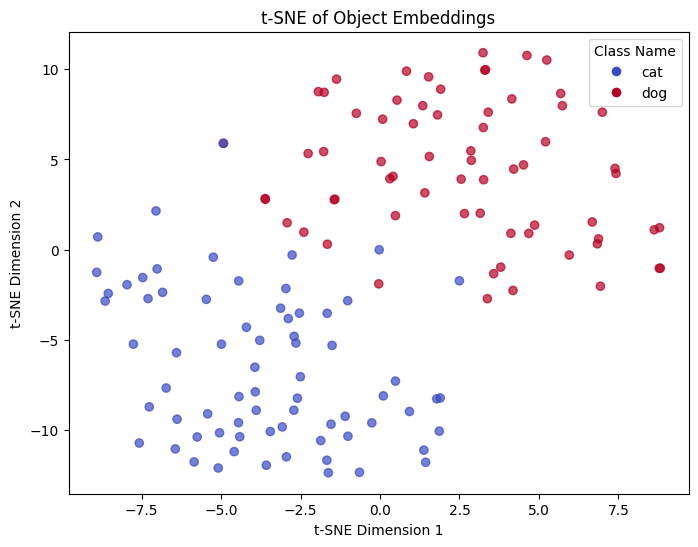 t-SNE of Object Embeddings
Class Name
cat
dog
10
5
0
−5
−10
t-SNE Dimension 2
−7.5
−5.0
−2.5
0.0
2.5
5.0
7.5
t-SNE Dimension 1